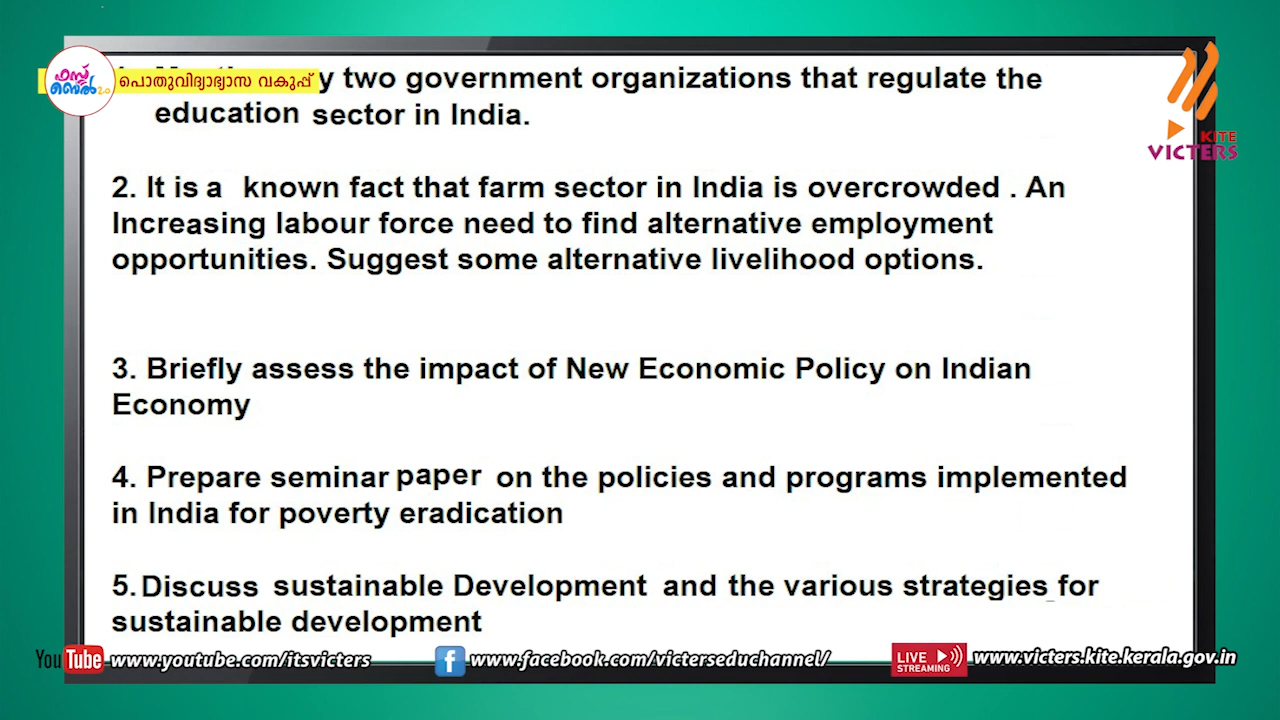 പൊതുവിദ്യാഭ്യാസ വകുപ്പ്
ഫസ്റ്റ്
ബെൽ 2.0
two government organizations that regulate the
education sector in India.
KITE
VICTERS
2. It is a known fact that farm sector in India is overcrowded . An
Increasing labour force need to find alternative employment
opportunities. Suggest some alternative livelihood options.
3. Briefly assess the impact of New Economic Policy on Indian
Economy
4. Prepare seminar paper on the policies and programs implemented
in India for poverty eradication
5. Discuss sustainable Development and the various strategies for
sustainable development
YouTube www.youtube.com/itsvicters
f www.facebook.com/victerseduchannel/
LIVE STREAMING www.victers.kite.kerala.gov.in